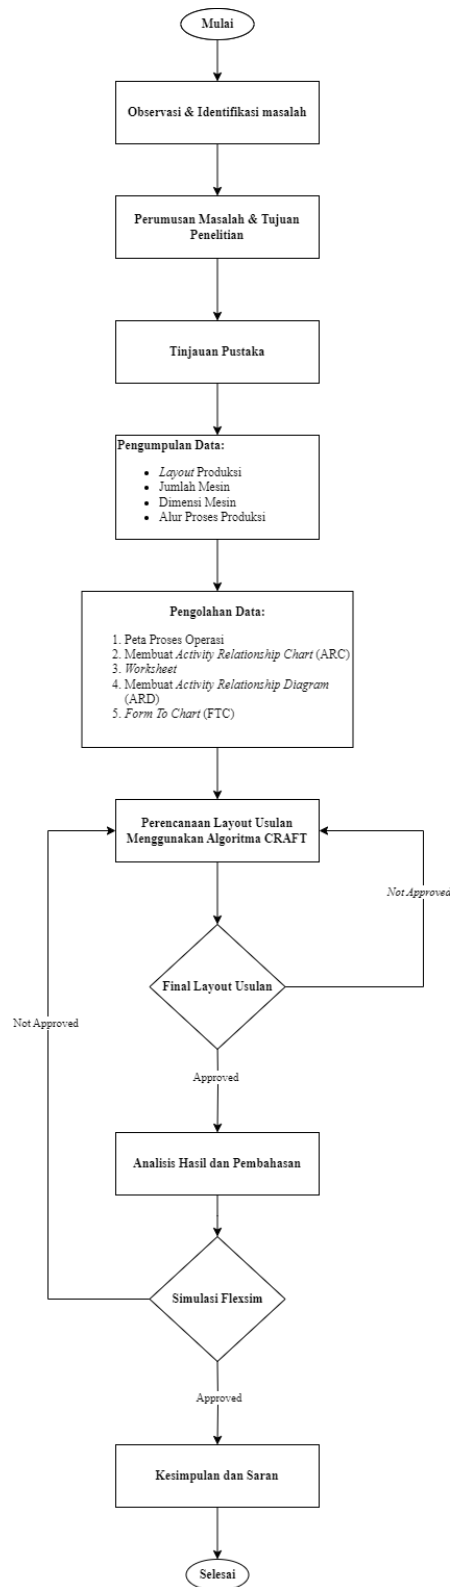 Mulai
Observasi & Identifikasi masalah
Perumusan Masalah & Tujuan
Penelitian
Tinjauan Pustaka
Pengumpulan Data:
• Layout Produksi
• Jumlah Mesin
• Dimensi Mesin
• Alur Proses Produksi
Pengolahan Data:
1. Peta Proses Operasi
2. Membuat Activity Relationship Chart (ARC)
3. Worksheet
4. Membuat Activity Relationship Diagram
(ARD)
5. Form To Chart (FTC)
Perencanaan Layout Usulan
Menggunakan Algoritma CRAFT
Not Approved
Final Layout Usulan
Not Approved
Approved
Analisis Hasil dan Pembahasan
Simulasi Flexsim
Approved
Kesimpulan dan Saran
Selesai